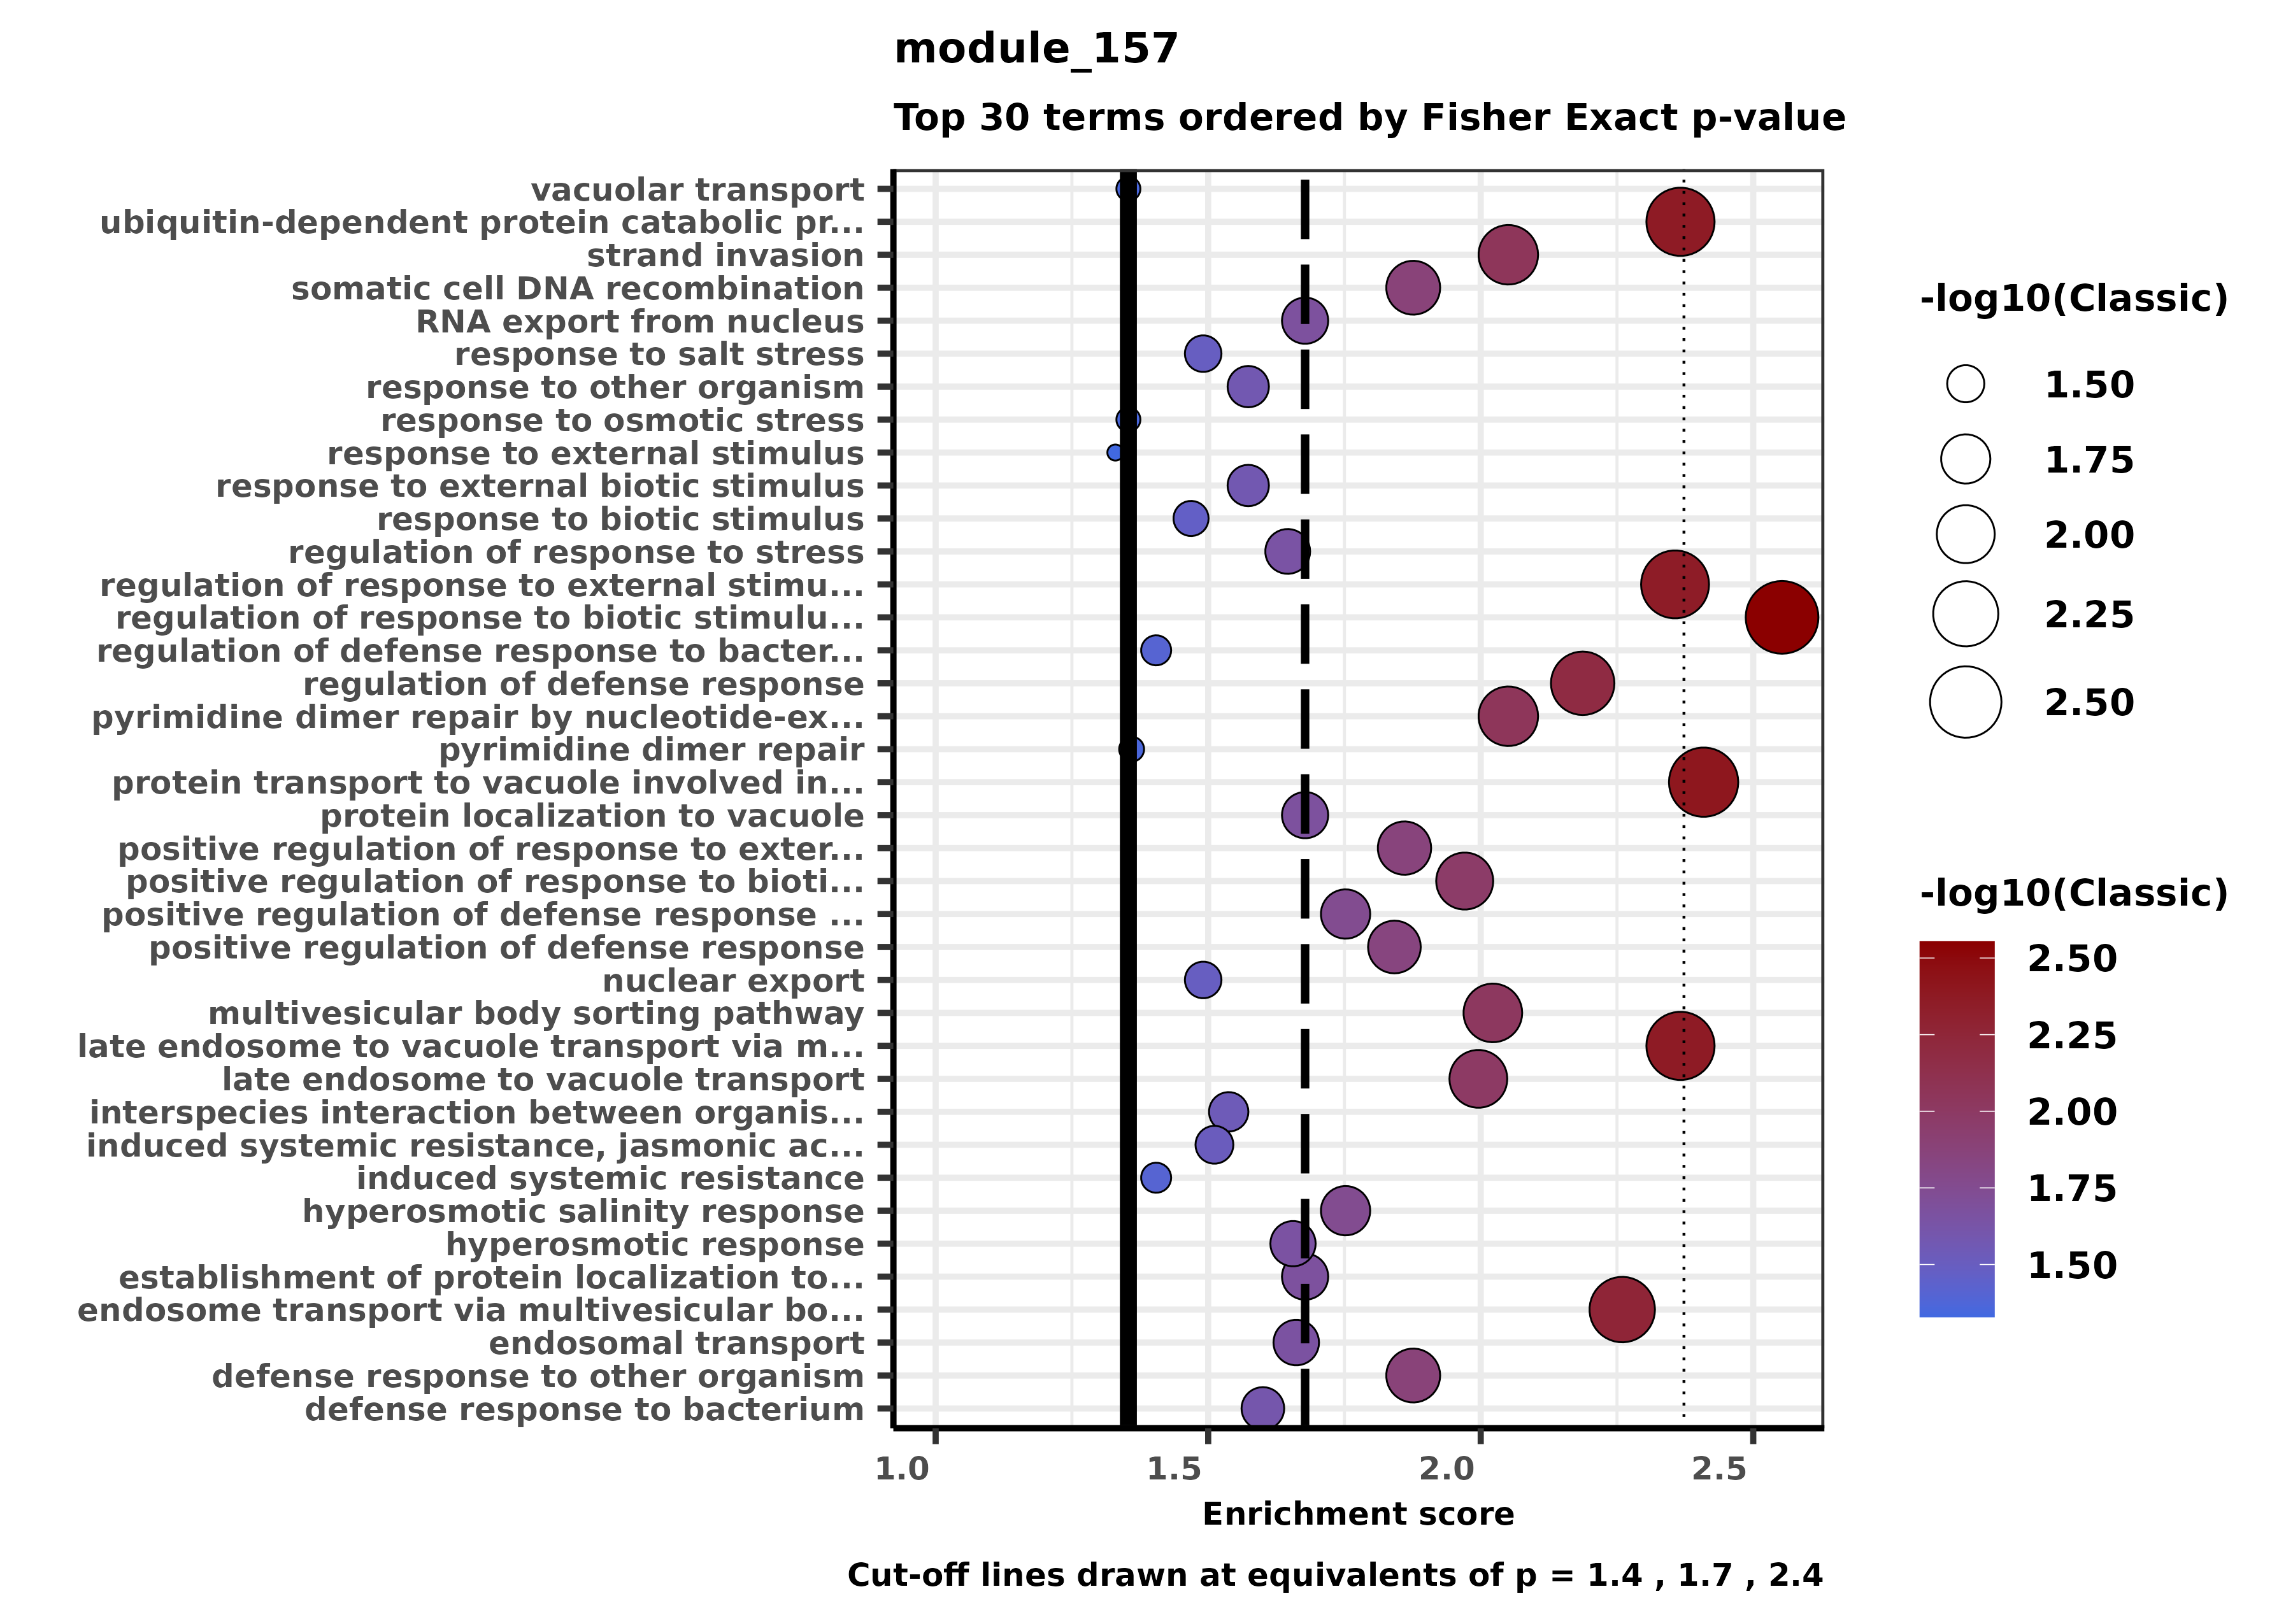 module_157
Top 30 terms ordered by Fisher Exact p-value
vacuolar transport
ubiquitin-dependent protein catabolic pr...
strand invasion
somatic cell DNA recombination
RNA export from nucleus
response to salt stress
response to other organism
response to osmotic stress
response to external stimulus
response to external biotic stimulus
response to biotic stimulus
regulation of response to stress
regulation of response to external stimu...
regulation of response to biotic stimulu...
regulation of defense response to bacter...
regulation of defense response
pyrimidine dimer repair by nucleotide-ex...
pyrimidine dimer repair
protein transport to vacuole involved in...
protein localization to vacuole
positive regulation of response to exter...
positive regulation of response to bioti...
positive regulation of defense response ...
positive regulation of defense response
nuclear export
multivesicular body sorting pathway
late endosome to vacuole transport via m...
late endosome to vacuole transport
interspecies interaction between organis...
induced systemic resistance, jasmonic ac...
induced systemic resistance
hyperosmotic salinity response
hyperosmotic response
establishment of protein localization to...
endosome transport via multivesicular bo...
endosomal transport
defense response to other organism
defense response to bacterium
1.0 1.5 2.0 2.5
Enrichment score
Cut-off lines drawn at equivalents of p = 1.4 , 1.7 , 2.4
-log10(Classic)
1.50
1.75
2.00
2.25
2.50
-log10(Classic)
2.50
2.25
2.00
1.75
1.50